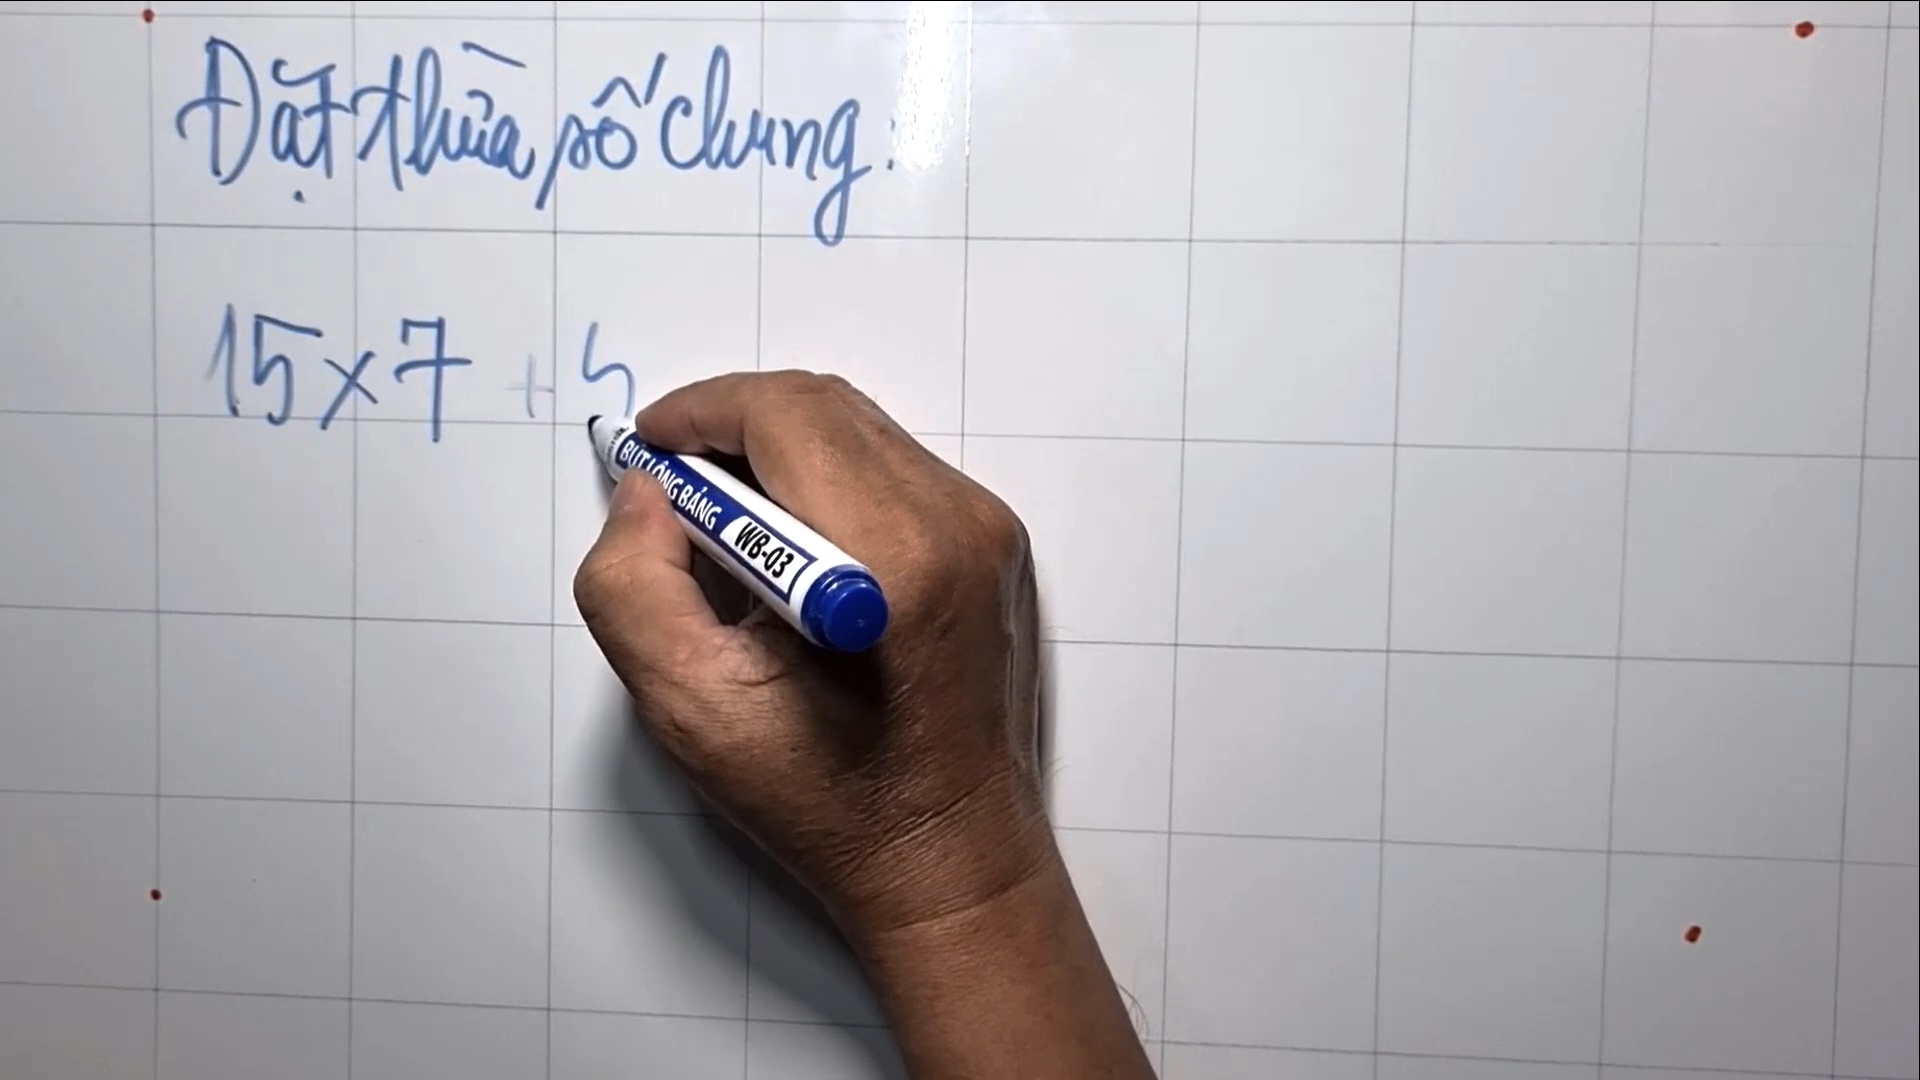 Đặt thừa số chung:
15 x 7 + 5
BÚT LÔNG BẢNG WB-03